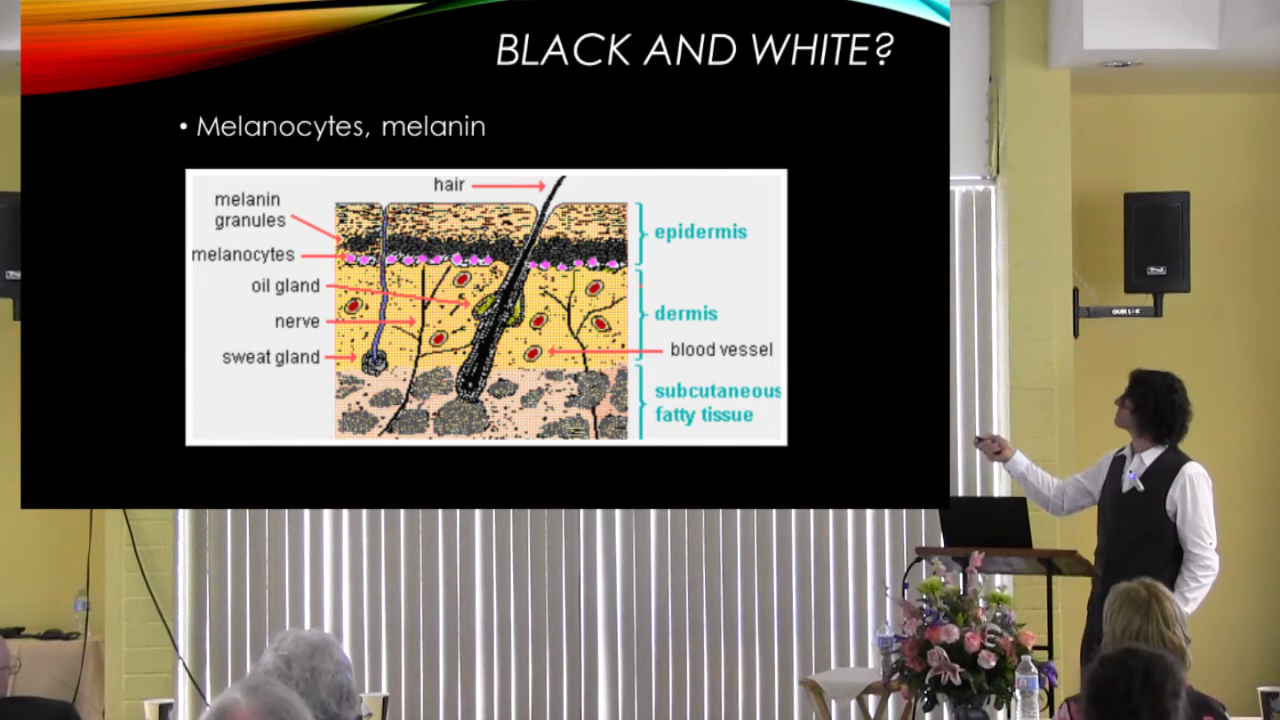 BLACK AND WHITE?
• Melanocytes, melanin
hair
melanin
granules
melanocytes
oil gland
nerve
sweat gland
epidermis
dermis
blood vessel
subcutaneous
fatty tissue